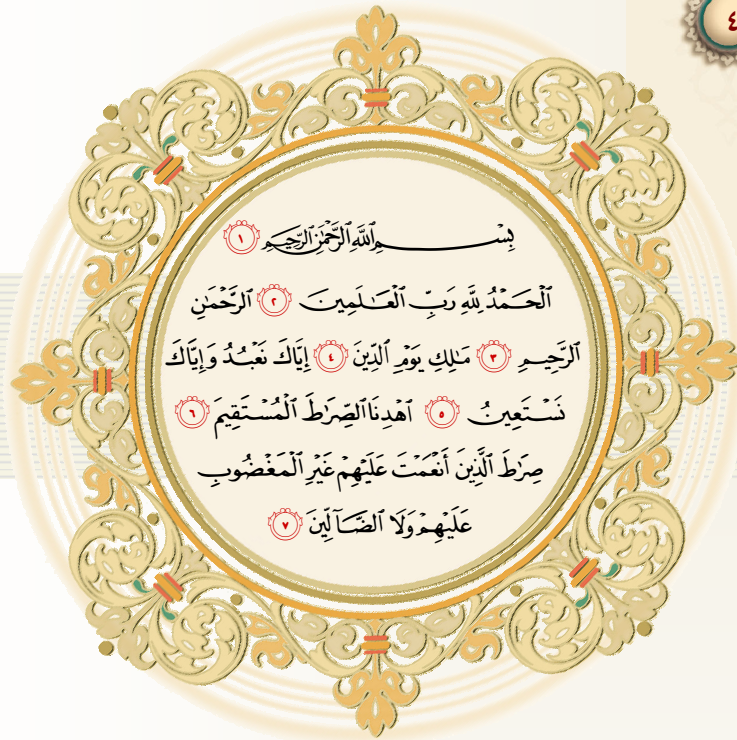 ٤
بِسْمِ ٱللَّهِ ٱلرَّحْمَٰنِ ٱلرَّحِيمِ ١
ٱلْحَمْدُ لِلَّهِ رَبِّ ٱلْعَٰلَمِينَ ٢ ٱلرَّحْمَٰنِ
ٱلرَّحِيمِ ٣ مَٰلِكِ يَوْمِ ٱلدِّينِ ٤ إِيَّاكَ نَعْبُدُ وَإِيَّاكَ
نَسْتَعِينُ ٥ ٱهْدِنَا ٱلصِّرَٰطَ ٱلْمُسْتَقِيمَ ٦
صِرَٰطَ ٱلَّذِينَ أَنْعَمْتَ عَلَيْهِمْ غَيْرِ ٱلْمَغْضُوبِ
عَلَيْهِمْ وَلَا ٱلضَّآلِّينَ ٧